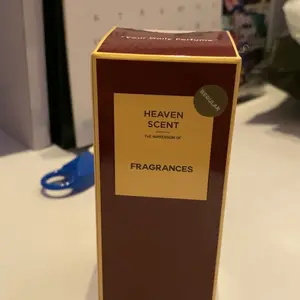 Your Daily Perfume
HEAVEN
SCENT
THE IMPRESSION OF
FRAGRANCES
REGULAR